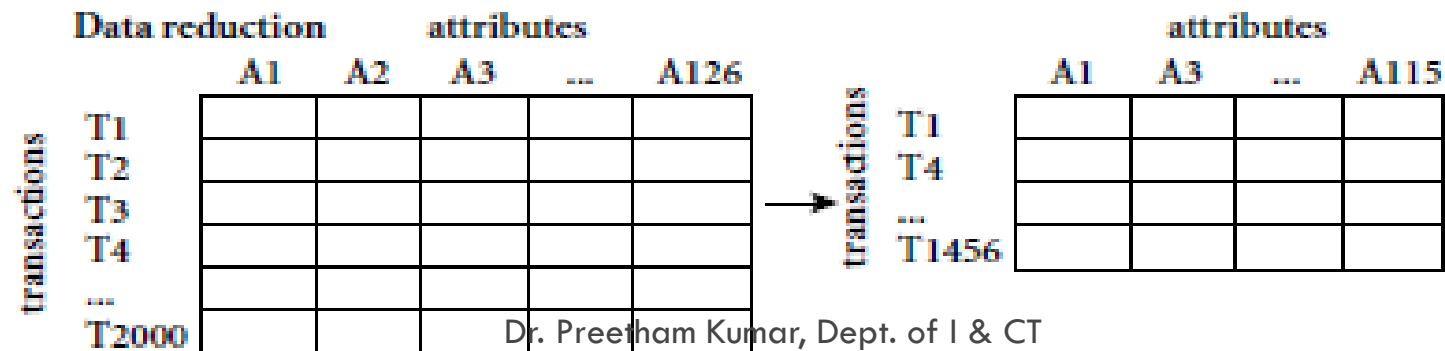 Data reduction attributes
A1 A2 A3 ... A126
transactions
T1
T2
T3
T4
...
T2000
attributes
A1 A3 ... A115
transactions
T1
T4
...
T1456
Dr. Preetham Kumar, Dept. of I & CT